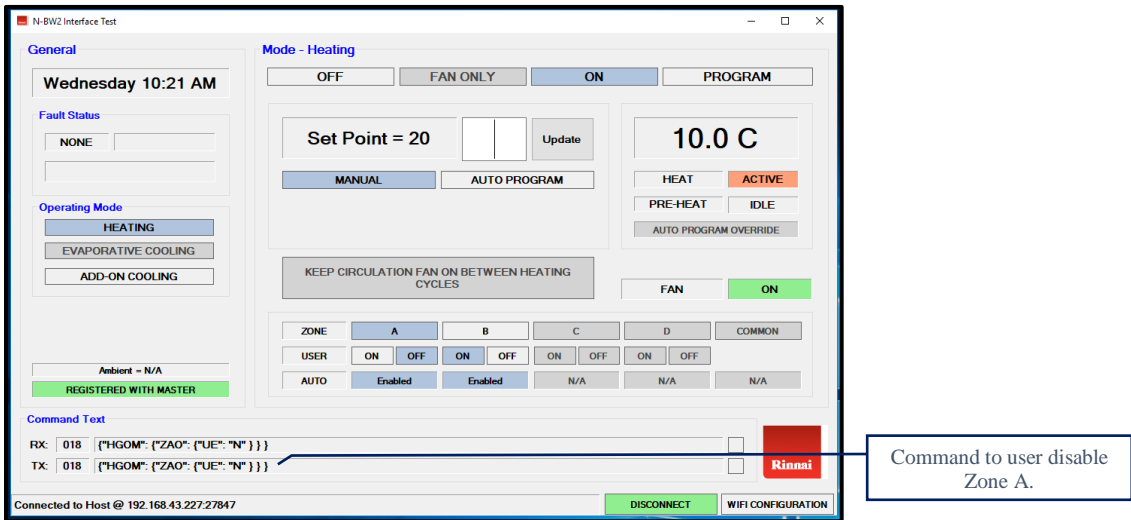 N-BW2 Interface Test
General
Wednesday 10:21 AM
Fault Status
NONE
Operating Mode
HEATING
EVAPORATIVE COOLING
ADD-ON COOLING
Ambient = N/A
REGISTERED WITH MASTER
Mode - Heating
OFF FAN ONLY ON PROGRAM
Set Point = 20 Update
MANUAL AUTO PROGRAM
10.0 C
HEAT ACTIVE
PRE-HEAT IDLE
AUTO PROGRAM OVERRIDE
KEEP CIRCULATION FAN ON BETWEEN HEATING
CYCLES
FAN ON
ZONE A B C D COMMON
USER ON OFF ON OFF ON OFF ON OFF
AUTO Enabled Enabled N/A N/A N/A
Command Text
RX: 018 {"HGOM": {"ZAO": {"UE": "N" } } }
TX: 018 {"HGOM": {"ZAO": {"UE": "N" } } }
Rinnai
Connected to Host @ 192.168.43.227:27847 DISCONNECT WIFI CONFIGURATION
Command to user disable
Zone A.